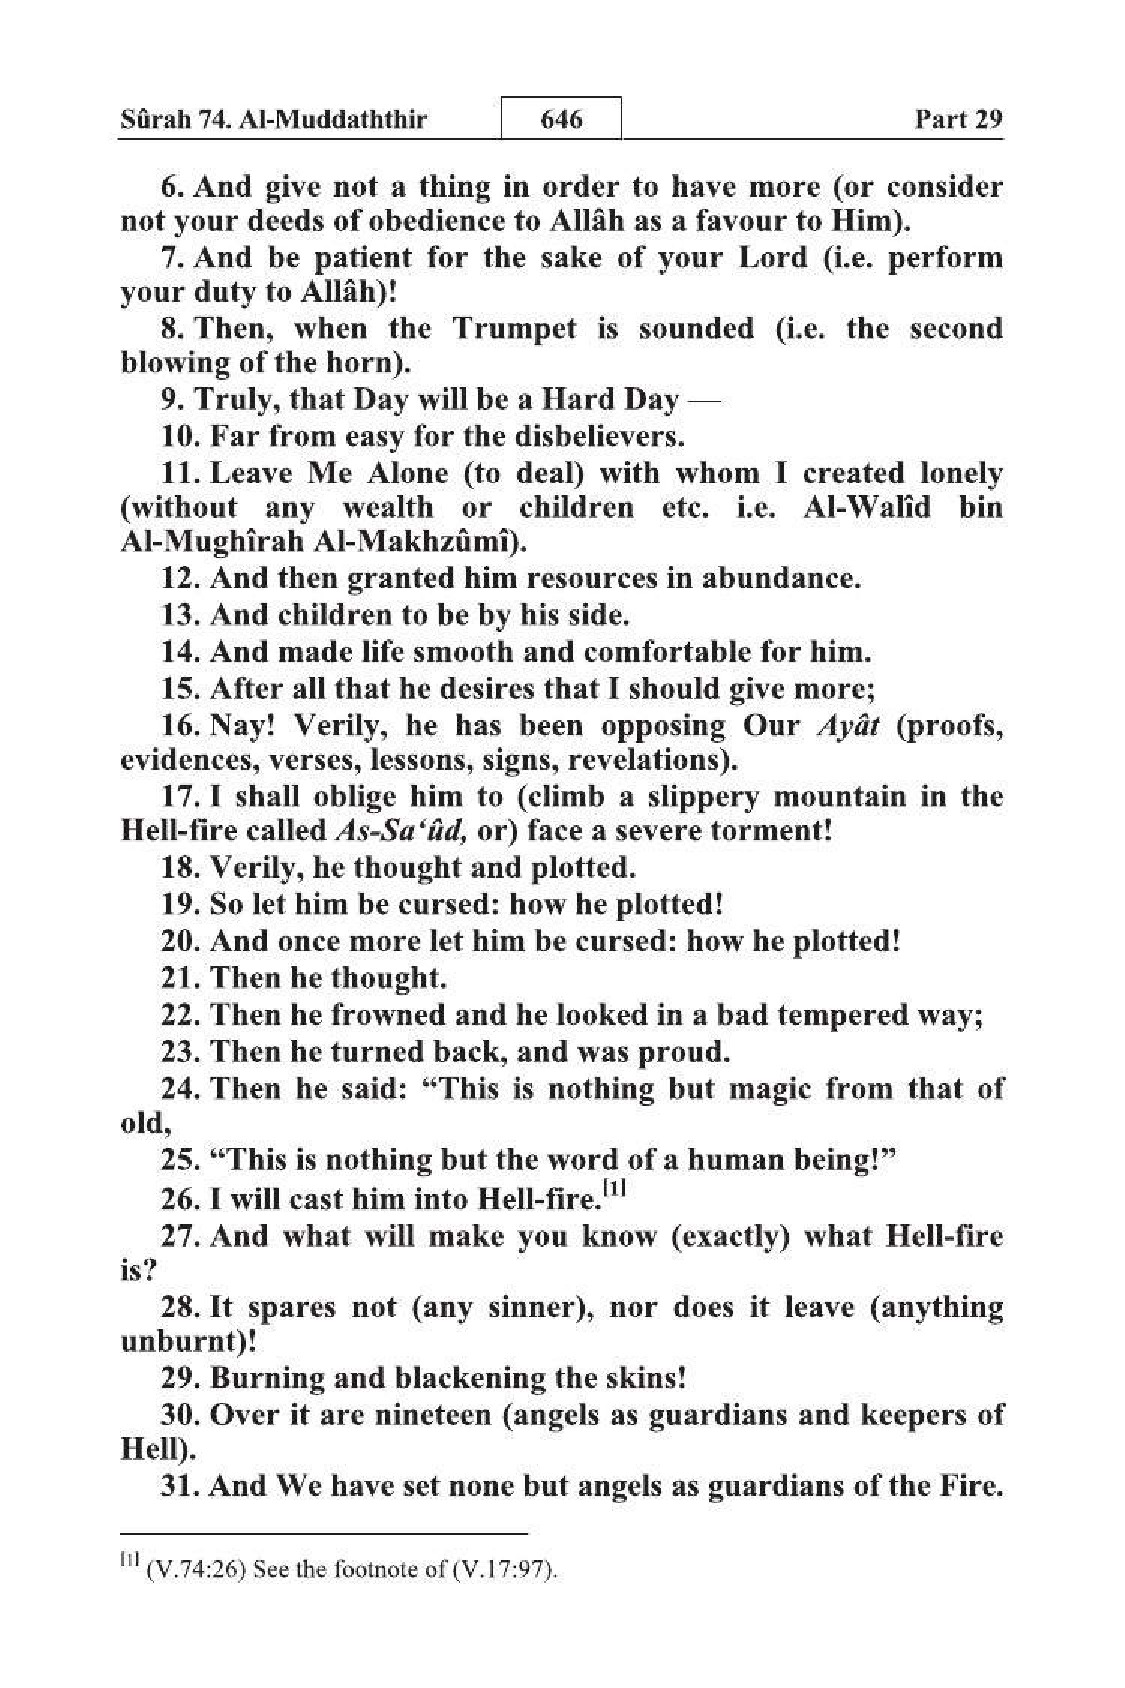 Sûrah 74. Al-Muddaththir 646 Part 29
6. And give not a thing in order to have more (or consider
not your deeds of obedience to Allâh as a favour to Him).
7. And be patient for the sake of your Lord (i.e. perform
your duty to Allâh)!
8. Then, when the Trumpet is sounded (i.e. the second
blowing of the horn).
9. Truly, that Day will be a Hard Day —
10. Far from easy for the disbelievers.
11. Leave Me Alone (to deal) with whom I created lonely
(without any wealth or children etc. i.e. Al-Walîd bin
Al-Mughîrah Al-Makhzûmî).
12. And then granted him resources in abundance.
13. And children to be by his side.
14. And made life smooth and comfortable for him.
15. After all that he desires that I should give more;
16. Nay! Verily, he has been opposing Our Ayât (proofs,
evidences, verses, lessons, signs, revelations).
17. I shall oblige him to (climb a slippery mountain in the
Hell-fire called As-Sa‘ûd, or) face a severe torment!
18. Verily, he thought and plotted.
19. So let him be cursed: how he plotted!
20. And once more let him be cursed: how he plotted!
21. Then he thought.
22. Then he frowned and he looked in a bad tempered way;
23. Then he turned back, and was proud.
24. Then he said: “This is nothing but magic from that of
old,
25. “This is nothing but the word of a human being!”
26. I will cast him into Hell-fire.[1]
27. And what will make you know (exactly) what Hell-fire
is?
28. It spares not (any sinner), nor does it leave (anything
unburnt)!
29. Burning and blackening the skins!
30. Over it are nineteen (angels as guardians and keepers of
Hell).
31. And We have set none but angels as guardians of the Fire.
[1] (V.74:26) See the footnote of (V.17:97).